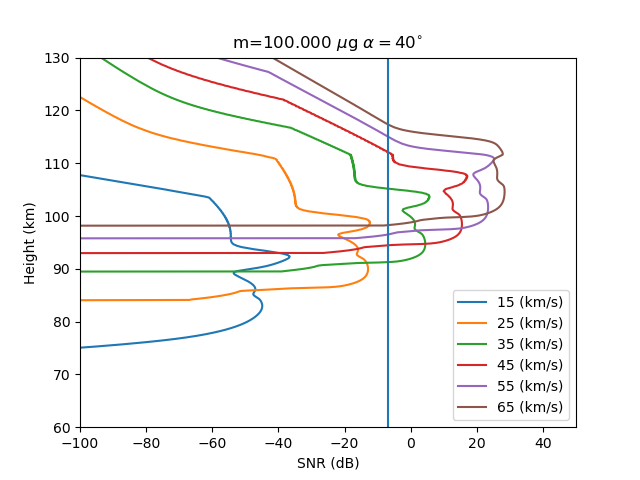 m=100.000 μg α = 40°
130
120
110
100
90
80
70
60
Height (km)
−100 −80 −60 −40 −20 0 20 40
SNR (dB)
15 (km/s)
25 (km/s)
35 (km/s)
45 (km/s)
55 (km/s)
65 (km/s)